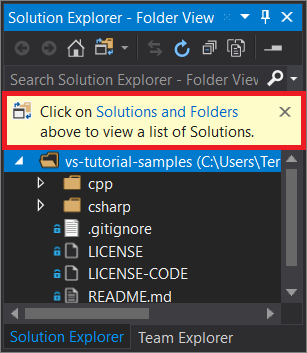 Solution Explorer - Folder View
Search Solution Explorer - Folder View
Click on Solutions and Folders
above to view a list of Solutions.
vs-tutorial-samples (C:\Users\Ter
cpp
csharp
.gitignore
LICENSE
LICENSE-CODE
README.md
Solution Explorer Team Explorer